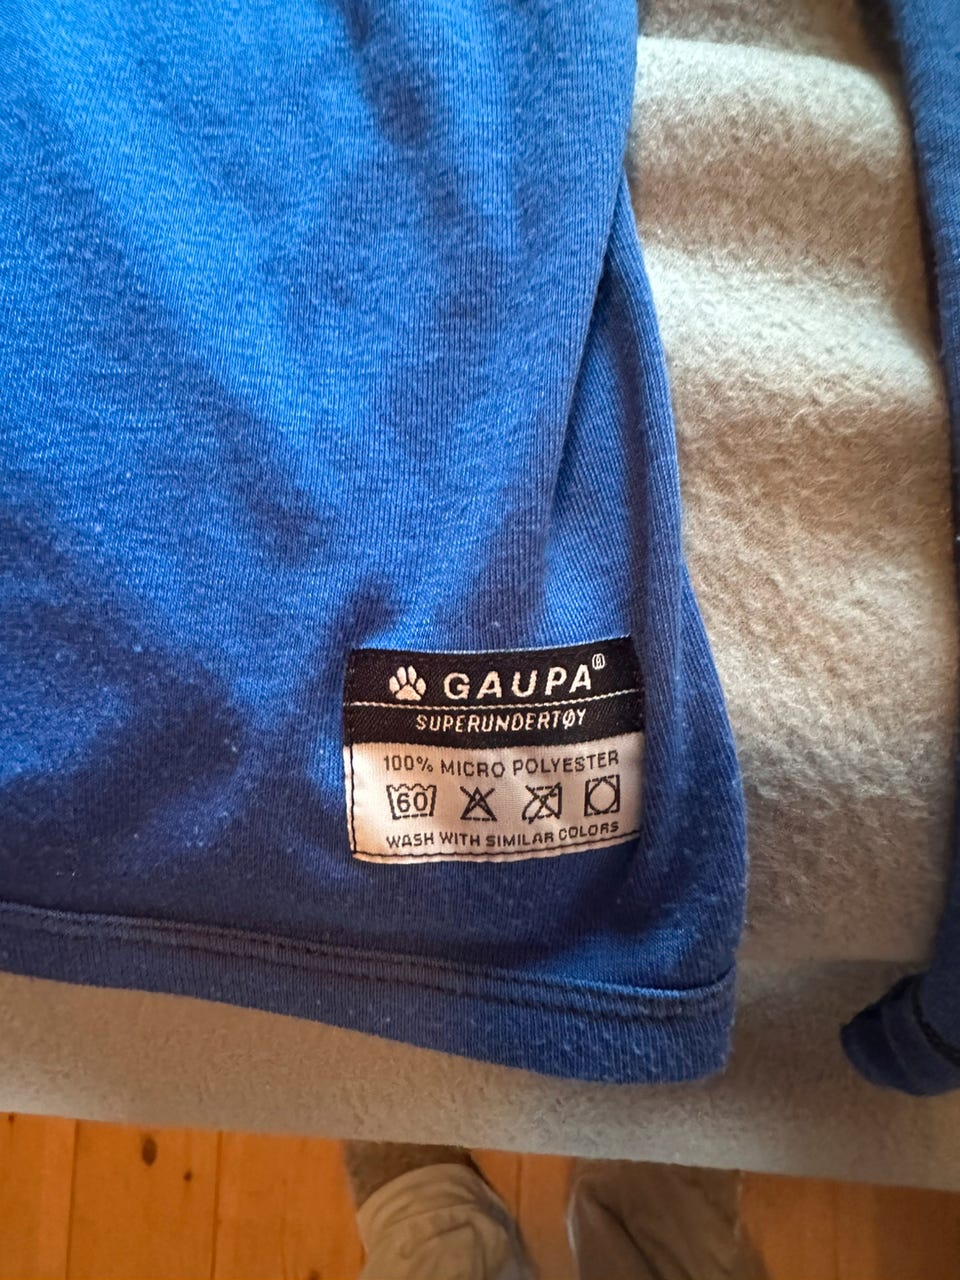 GAUPA®
SUPERUNDERTØY
100% MICRO POLYESTER
60
WASH WITH SIMILAR COLORS